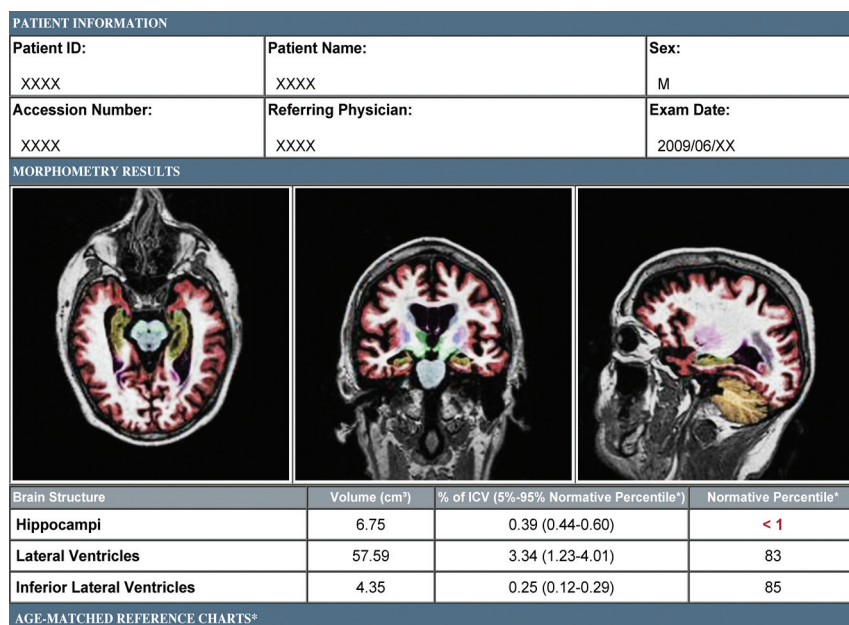 PATIENT INFORMATION
Patient ID: Patient Name: Sex:
XXXX XXXX M
Accession Number: Referring Physician: Exam Date:
XXXX XXXX 2009/06/XX
MORPHOMETRY RESULTS
Brain Structure Volume (cm³) % of ICV (5%-95% Normative Percentile*) Normative Percentile*
Hippocampi 6.75 0.39 (0.44-0.60) < 1
Lateral Ventricles 57.59 3.34 (1.23-4.01) 83
Inferior Lateral Ventricles 4.35 0.25 (0.12-0.29) 85
AGE-MATCHED REFERENCE CHARTS*